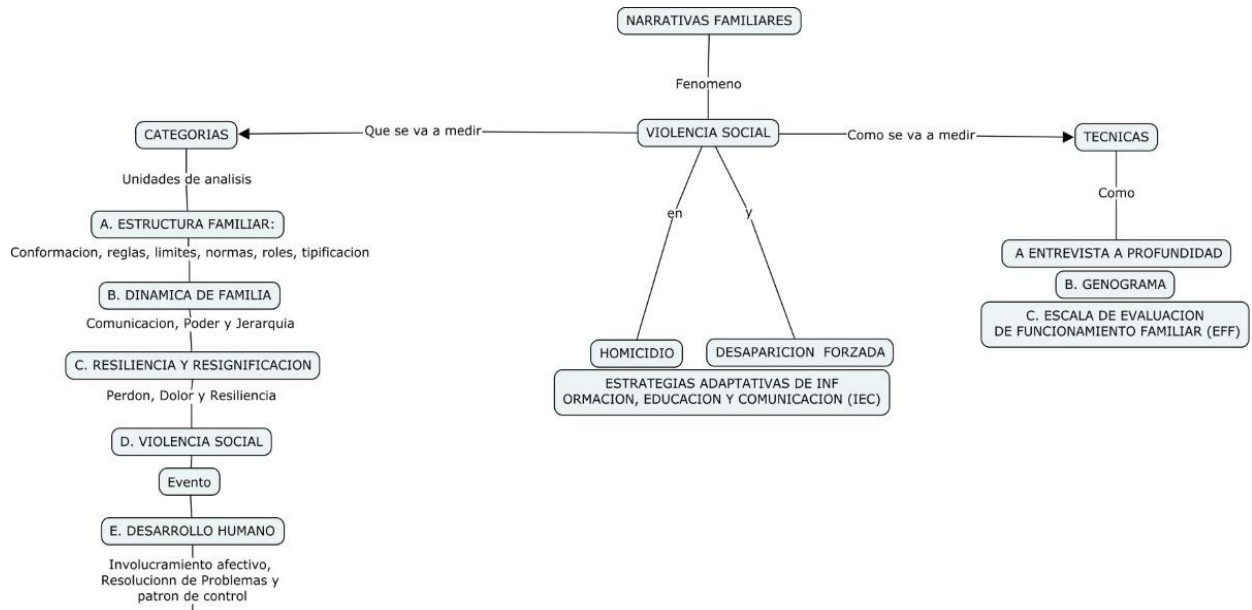 NARRATIVAS FAMILIARES
Fenomeno
CATEGORIAS
Que se va a medir
VIOLENCIA SOCIAL
Como se va a medir
TECNICAS
Unidades de analisis
A. ESTRUCTURA FAMILIAR:
Conformacion, reglas, limites, normas, roles, tipificacion
B. DINAMICA DE FAMILIA
Comunicacion, Poder y Jerarquia
C. RESILIENCIA Y RESIGNIFICACION
Perdon, Dolor y Resiliencia
D. VIOLENCIA SOCIAL
Evento
E. DESARROLLO HUMANO
Involucramiento afectivo,
Resolucionn de Problemas y
patron de control
en
y
HOMICIDIO
DESAPARICION FORZADA
ESTRATEGIAS ADAPTATIVAS DE INF
ORMACION, EDUCACION Y COMUNICACION (IEC)
Como
A ENTREVISTA A PROFUNDIDAD
B. GENOGRAMA
C. ESCALA DE EVALUACION
DE FUNCIONAMIENTO FAMILIAR (EFF)